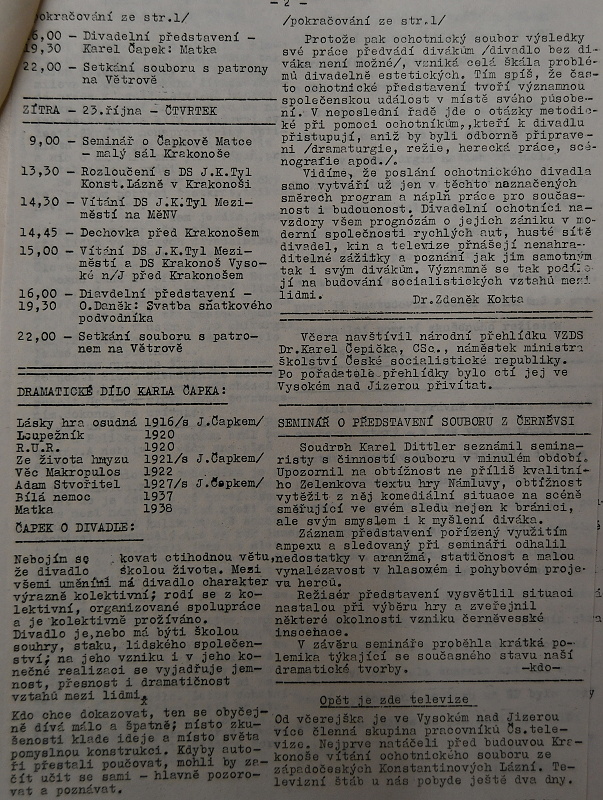 - 2 -
pokračování ze str.1/
6,00 - Divadelní představení -
19,30 Karel Čapek: Matka
22,00 - Setkání souboru s patrony
na Větrově
ZÍTRA - 23.října - ČTVRTEK
9,00 - Seminář o Čapkově Matce
- malý sál Krakonoše
13,30 - Rozloučení s DS J.K.Tyl
Konst.Lázně v Krakonoši
14,30 - Vítání DS J.K.Tyl Mezi-
městí na MěNV
14,45 - Dechovka před Krakonošem
15,00 - Vítání DS J.K.Tyl Mezi-
městí a DS Krakonoš Vyso-
ké n/J před Krakonošem
16,00 - Diavdelní představení -
19,30 O.Daněk: Svatba sňatkového
podvodníka
22,00 - Setkání souboru s patro-
nem na Větrově
DRAMATICKÉ DÍLO KARLA ČAPKA:
Lásky hra osudná 1916/s J.Čapkem/
Loupežník 1920
R.U.R. 1920
Ze života hmyzu 1921/s J.Čapkem/
Věc Makropulos 1922
Adam Stvořitel 1927/s J.Čapkem/
Bílá nemoc 1937
Matka 1938
ČAPEK O DIVADLE:
Nebojím se kovat ctihodnou větu,
že divadlo školou života. Mezi
všemi uměními má divadlo charakter
výrazně kolektivní; rodí se z ko-
lektivní, organizované spolupráce
a je kolektivně prožíváno.
Divadlo je,nebo má býti školou
souhry, staku, lidského společen-
ství; na jeho vzniku i v jeho ko-
nečné realizaci se vyjadřuje jem-
nost, přesnost i dramatičnost
vztahů mezi lidmi.
Kdo chce dokazovat, ten se obyčej-
ně dívá málo a špatně; místo zku-
šeností klade ideje a místo světa
pomyslnou konstrukci. Kdyby auto-
ři přestali poučovat, mohli by za-
čít učit se sami - hlavně pozoro-
vat a poznávat.
/pokračování ze str.1/
Protože pak ochotnický soubor výsledky
své práce předvádí divákům /divadlo bez di-
váka není možné/, vzniká celá škála problé-
mů divadelně estetických. Tím spíš, že čas-
to ochotnické představení tvoří významnou
společenskou událost v místě svého působe-
ní. V neposlední řadě jde o otázky metodic-
ké při pomoci ochotníkům,,kteří k divadlu
přistupují, aniž by byli odborně připrave-
ni /dramaturgie, režie, herecká práce, scé-
nografie apod./.
Vidíme, že poslání ochotnického divadla
samo vytváří už jen v těchto naznačených
směrech program a náplň práce pro součas-
nost i budoucnost. Divadelní ochotníci na-
vzdory všem prognózám o jejich zániku v mo-
derní společnosti rychlých aut, husté sítě
divadel, kin a televize přnášejí nenahra-
ditelné zážitky a poznání jak jim samotným
tak i svým divákům. Významně se tak podíle-
jí na budování socialistických vztahů mezi
lidmi.
Dr.Zdeněk Kokta
Včera navštívil národní přehlídku VZDS
Dr.Karel Čepička, CSc., náměstek ministra
školství České socialistické republiky.
Po pořadatele přehlídky bylo ctí jej ve
Vysokém nad Jizerou přivítat.
SEMINÁŘ O PŘEDSTAVENÍ SOUBORU Z ČERNĚVSI
Soudruh Karel Dittler seznámil semina-
risty s činností souboru v minulém období.
Upozornil na obtížnost ne příliš kvalitní-
ho Zelenkova textu hry Námluvy, obtížnost
vytěžit z něj komediální situace na scéně
směřující ve svém sledu nejen k bránici,
ale svým smyslem i k myšlení diváka.
Záznam představení pořízený využitím
ampexu a sledovaný při semináři odhalil
nedostatky v aranžmá, statičnost a malou
vynalézavost v hlasovém i pohybovém proje-
vu herců.
Režisér představení vysvětlil situaci
nastalou při výběru hry a zveřejnil
několikré okolnosti vzniku černěvesské
inscenace.
V závěru semináře proběhla krátká po-
lemika týkající se současného stavu naší
dramatické tvorby. -kdo-
Opět je zde televize
Od včerejška je ve Vysokém nad Jizerou
více členná skupina pracovníků Čs.tele-
vize. Nejprve natáčeli před budouvou Kra-
konoše vítání ochotnického souboru ze
západočeských Konstantinových Lázní. Te-
levizní štáb u nás pobyde ještě dva dny.